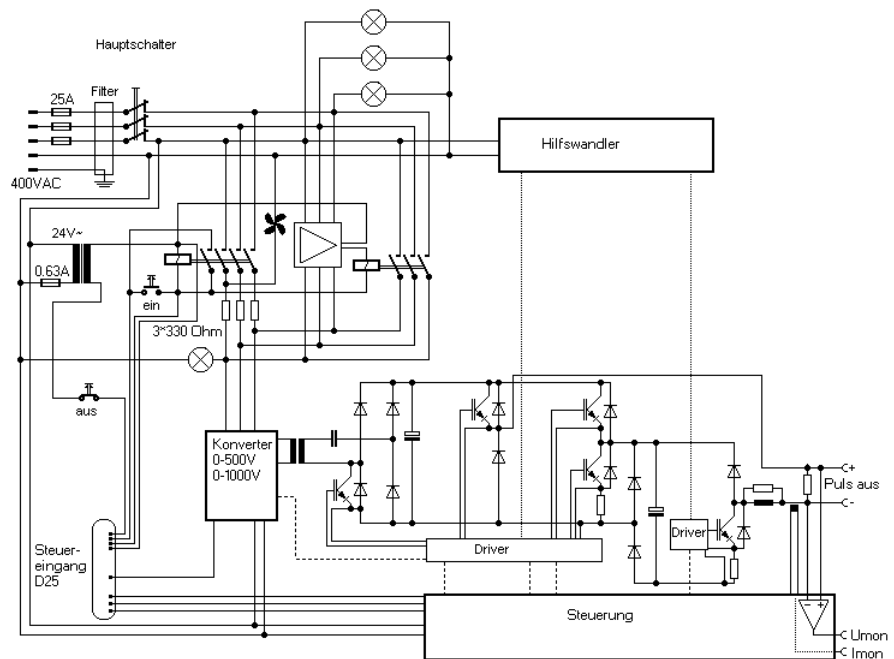 Hauptschatter
Filter
25A
400VAC
Hilfswandler
24V~
0.63A
ein
3*330 Ohm
aus
Konverter
0-500V
0-1000V
+
Puls aus
-
Driver
Driver
Steuer-
eingang
D25
Steuerung
- +
Umon
Imon